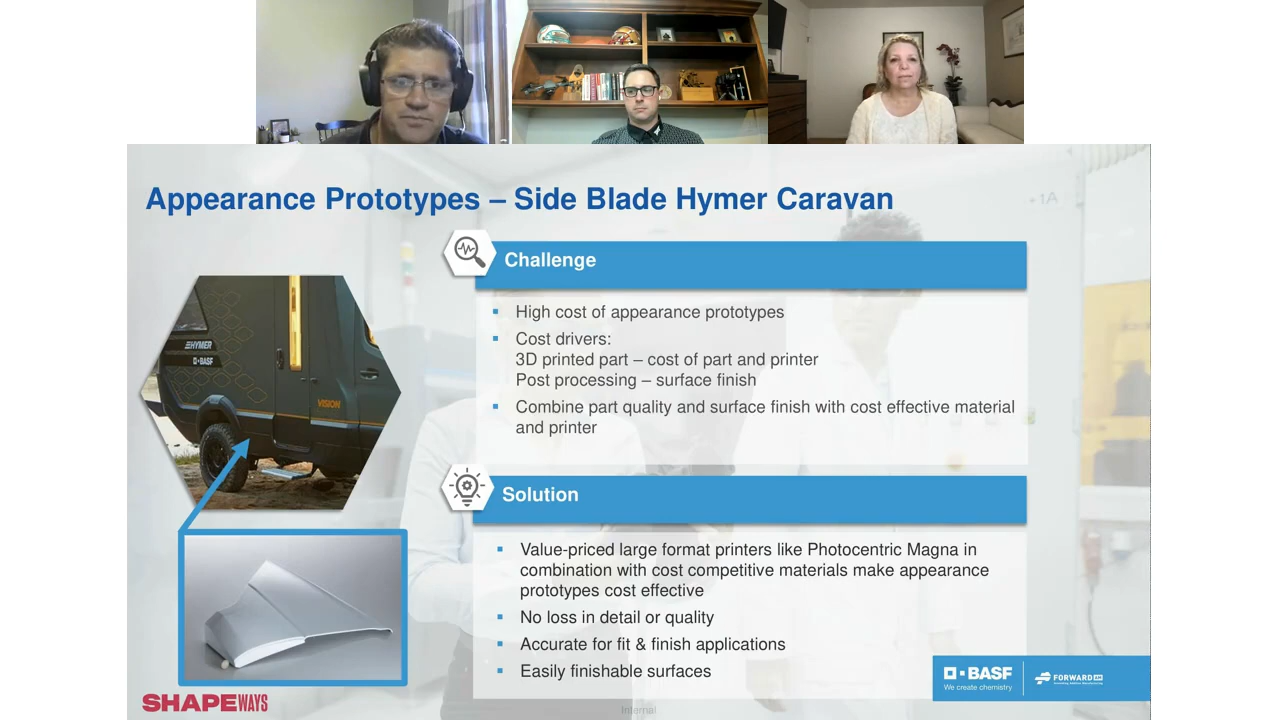 Appearance Prototypes – Side Blade Hymer Caravan
1A
Challenge
▪ High cost of appearance prototypes
▪ Cost drivers:
3D printed part – cost of part and printer
Post processing – surface finish
▪ Combine part quality and surface finish with cost effective material
and printer
HYMER
BASF
VISION
Solution
▪ Value-priced large format printers like Photocentric Magna in
combination with cost competitive materials make appearance
prototypes cost effective
▪ No loss in detail or quality
▪ Accurate for fit & finish applications
▪ Easily finishable surfaces
BASF
We create chemistry
FORWARD AM
SHAPEWAYS
Internal